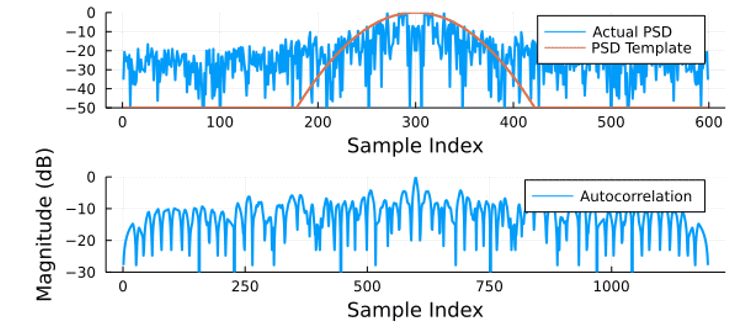 0
−10
−20
−30
−40
−50
Actual PSD
PSD Template
0 100 200 300 400 500 600
Sample Index
Magnitude (dB)
0
−10
−20
−30
Autocorrelation
0 250 500 750 1000
Sample Index